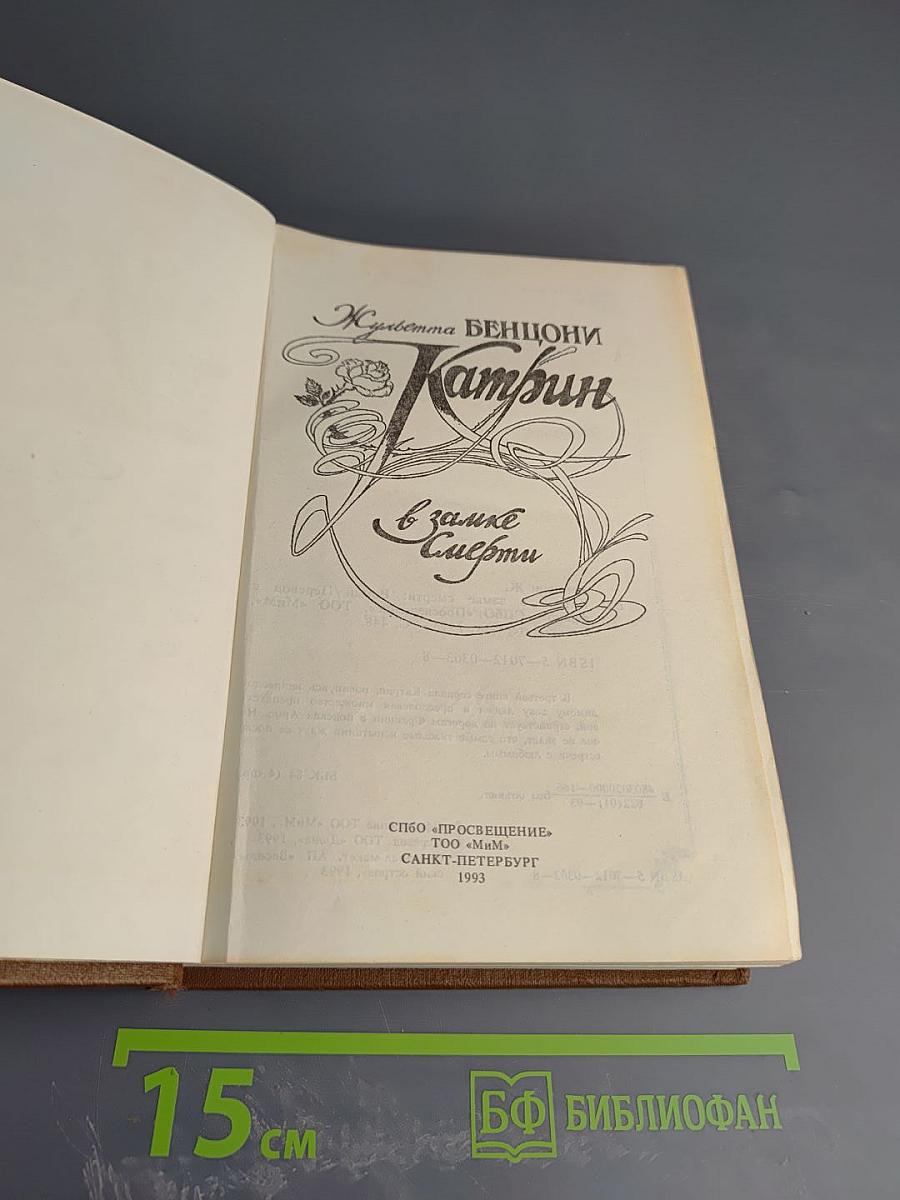 Жульетта БЕНЦОНИ
Катрин
в замке
Смерти
СПбО «ПРОСВЕЩЕНИЕ»
ТОО «МиМ»
САНКТ-ПЕТЕРБУРГ
1993
15 см
БФ БИБЛИОФАН